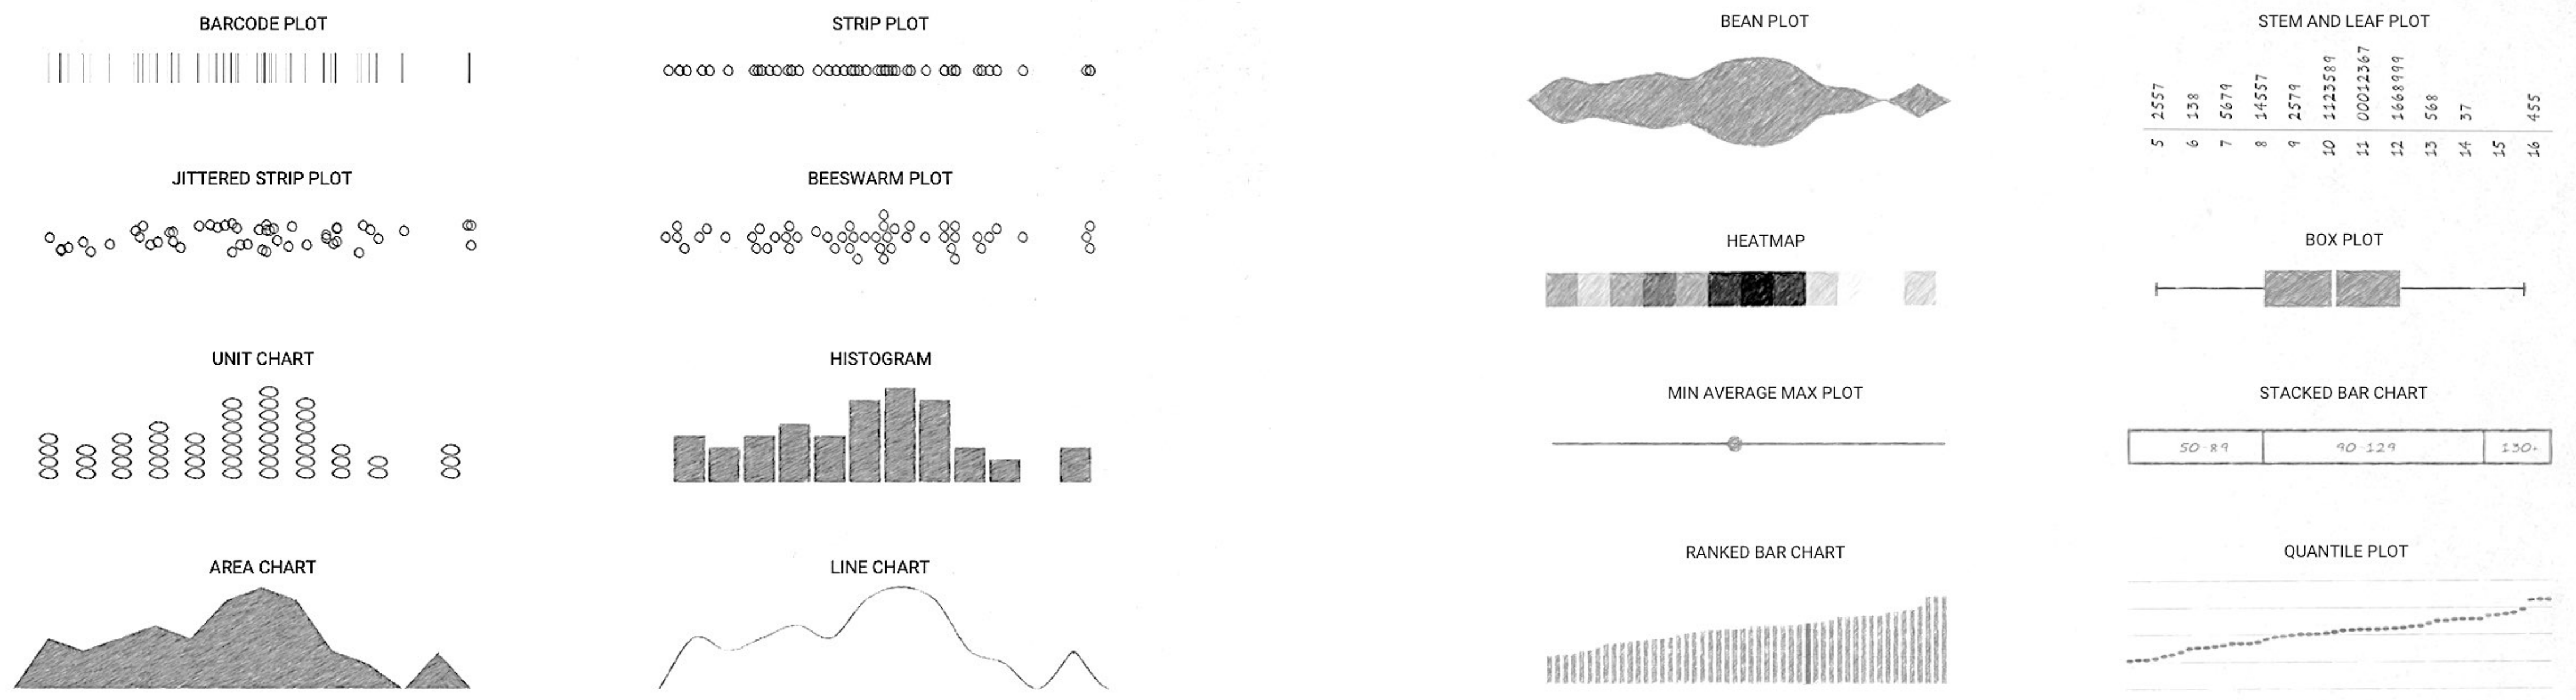 BARCODE PLOT
STRIP PLOT
JITTERED STRIP PLOT
BEESWARM PLOT
UNIT CHART
HISTOGRAM
AREA CHART
LINE CHART
BEAN PLOT
STEM AND LEAF PLOT
5 2557
6 138
7 5679
8 14557
9 2579
10 1123589
11 00012367
12 1668999
13 568
14 37
15
16 455
HEATMAP
BOX PLOT
MIN AVERAGE MAX PLOT
STACKED BAR CHART
50-89 90-129 130+
RANKED BAR CHART
QUANTILE PLOT